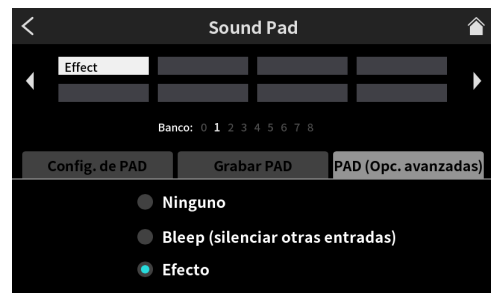 Sound Pad
Effect
Banco: 0 1 2 3 4 5 6 7 8
Config. de PAD Grabar PAD PAD (Opc. avanzadas)
Ninguno
Bleep (silenciar otras entradas)
Efecto